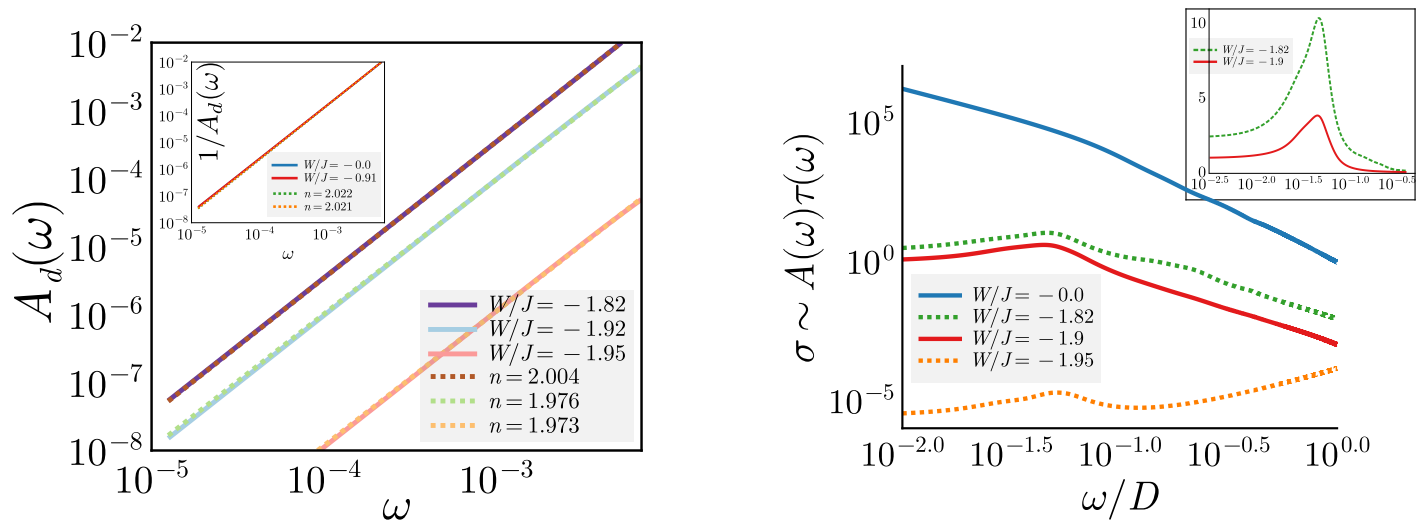 10^{-2}
10^{-3}
10^{-4}
10^{-5}
10^{-6}
10^{-7}
10^{-8}
A_d(ω)
10^{-5}
10^{-4}
10^{-3}
ω
10^{-2}
10^{-3}
10^{-4}
10^{-5}
10^{-6}
10^{-7}
10^{-8}
1/A_d(ω)
W/J = −0.0
W/J = −0.91
n = 2.022
n = 2.021
10^{-5}
10^{-4}
10^{-3}
ω
W/J = −1.82
W/J = −1.92
W/J = −1.95
n = 2.004
n = 1.976
n = 1.973
σ ∼ A(ω)τ(ω)
10^{5}
10^{0}
10^{-5}
W/J = −0.0
W/J = −1.82
W/J = −1.9
W/J = −1.95
10^{-2.0}
10^{-1.5}
10^{-1.0}
10^{-0.5}
10^{0.0}
ω/D
10
5
0
W/J = −1.82
W/J = −1.9
10^{-2.5}
10^{-2.0}
10^{-1.5}
10^{-1.0}
10^{-0.5}